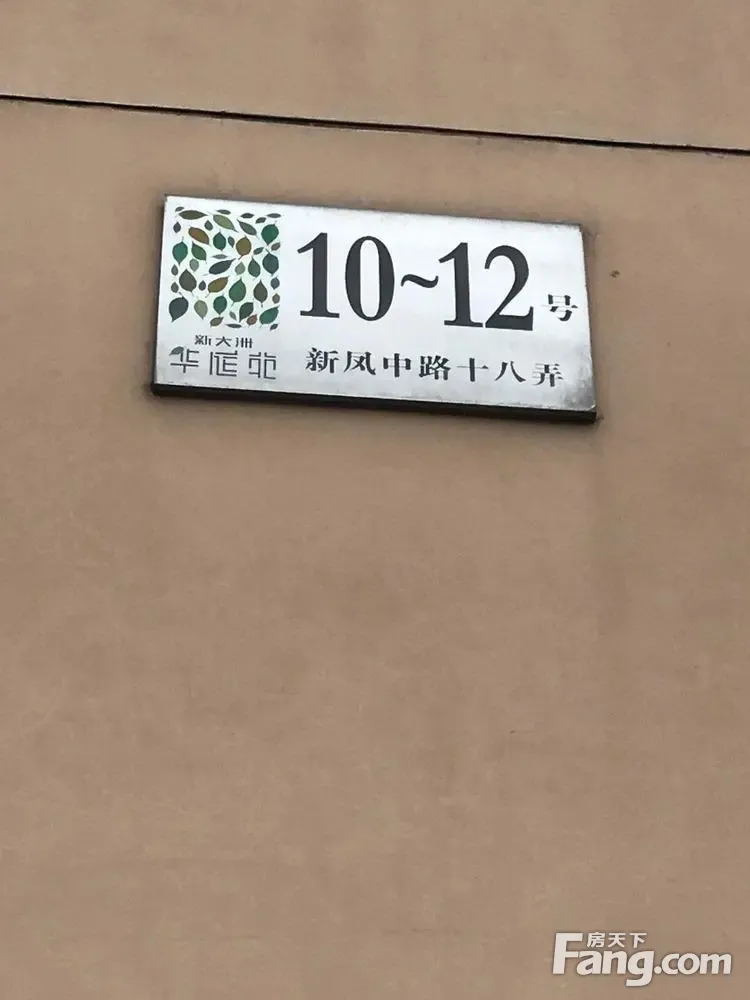 10~12号
新大洲
华庭苑
新凤中路十八弄
房天下
Fang.com